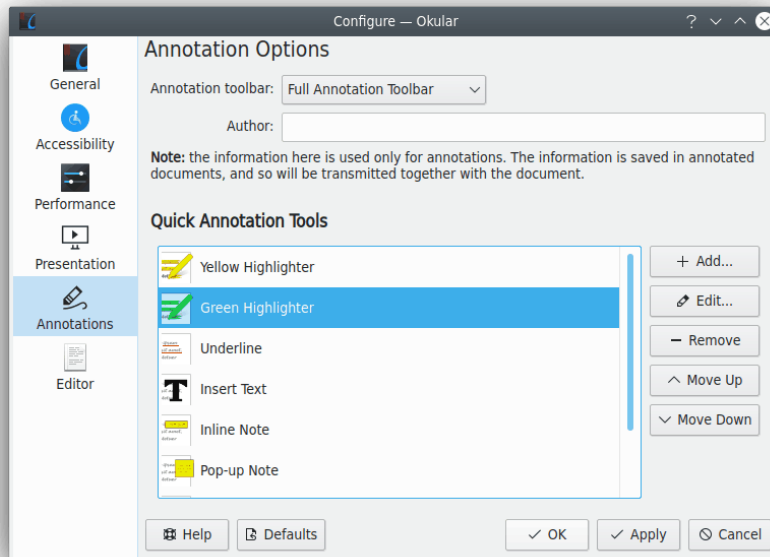 Configure — Okular
General
Accessibility
Performance
Presentation
Annotations
Editor
Annotation Options
Annotation toolbar: Full Annotation Toolbar
Author:
Note: the information here is used only for annotations. The information is saved in annotated
documents, and so will be transmitted together with the document.
Quick Annotation Tools
Yellow Highlighter
Green Highlighter
Underline
Insert Text
Inline Note
Pop-up Note
Add...
Edit...
Remove
Move Up
Move Down
Help
Defaults
OK
Apply
Cancel